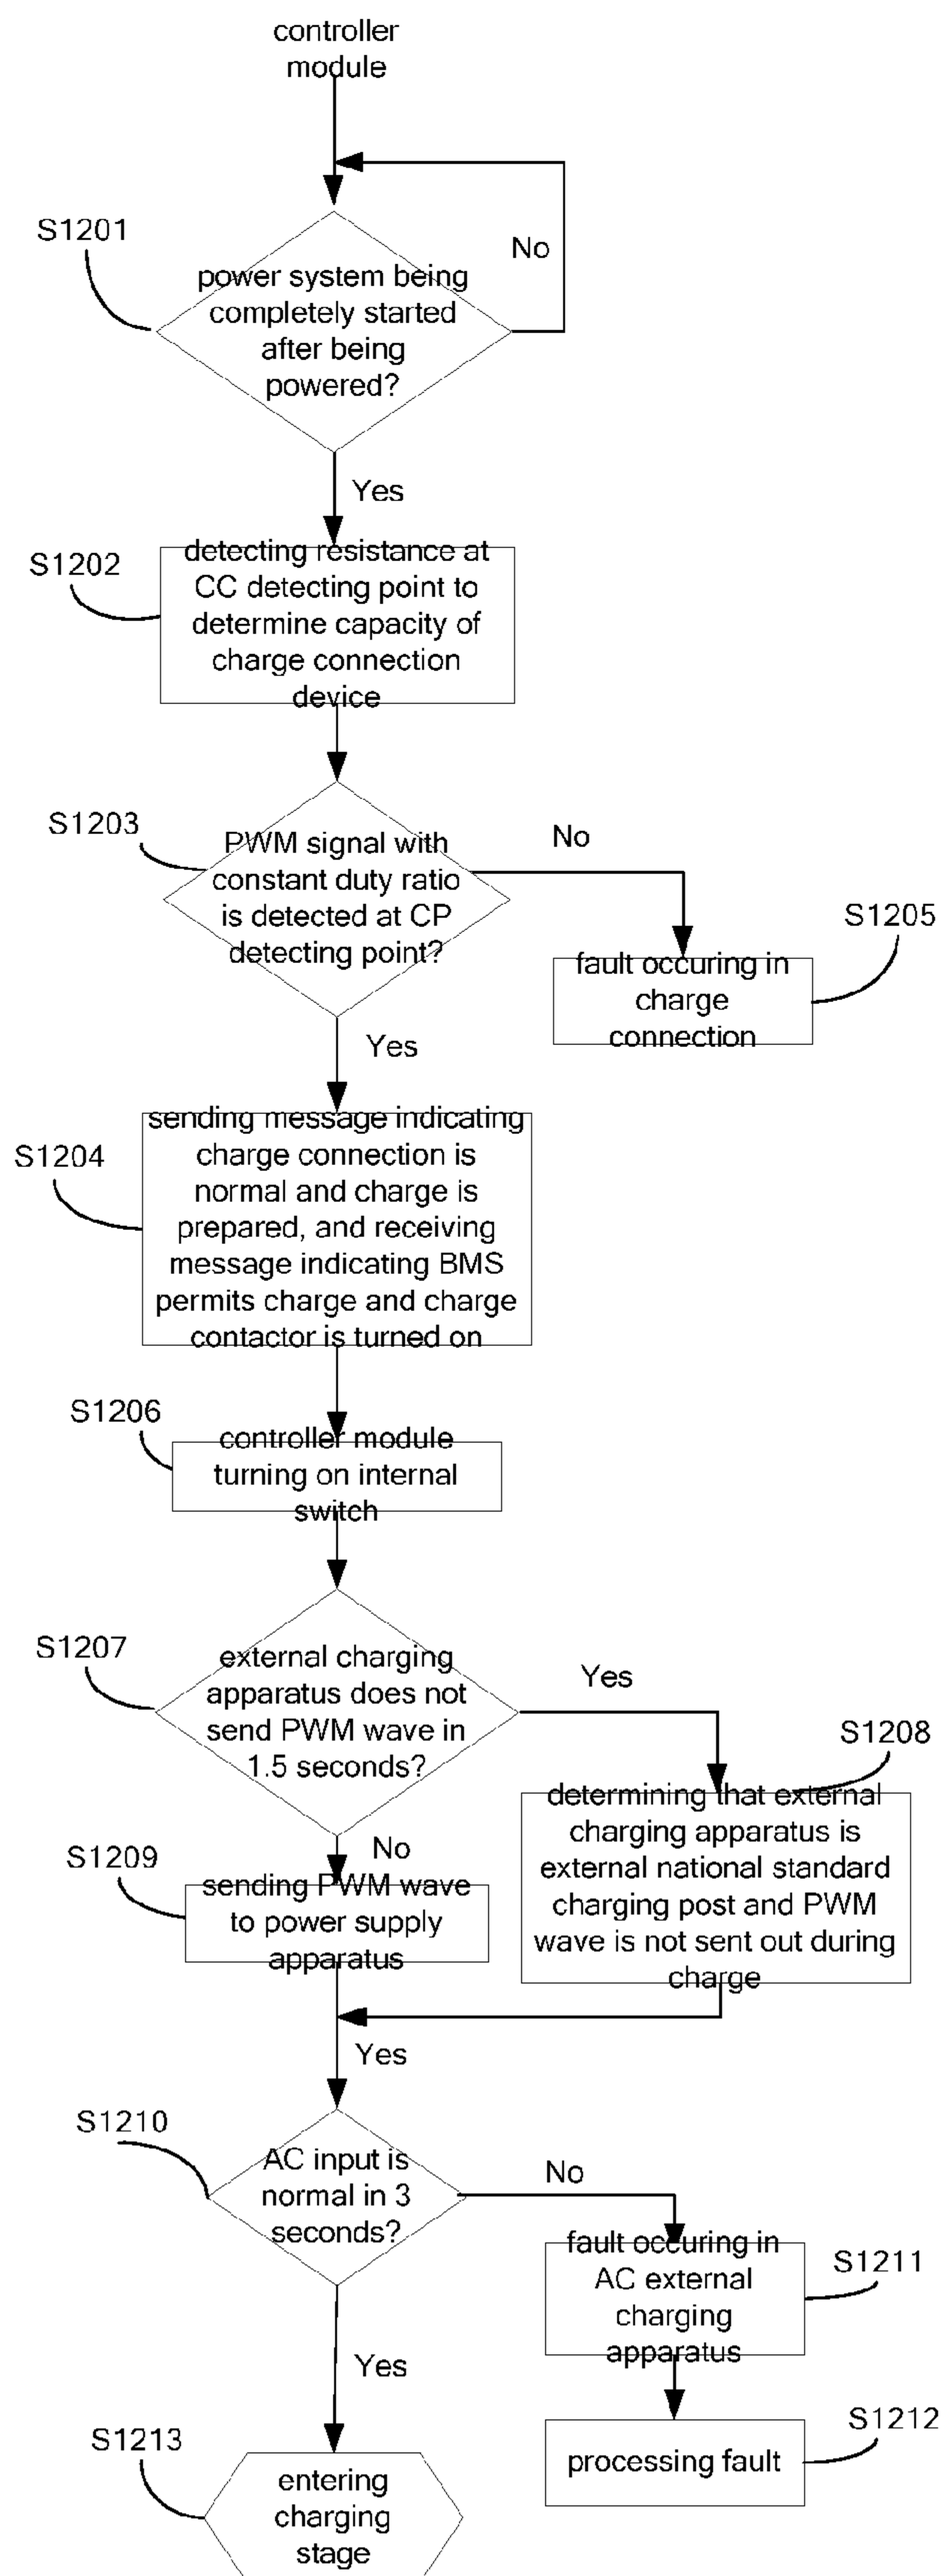 controller
module
S1201
No
power system being
completely started
after being
powered?
Yes
S1202
detecting resistance at
CC detecting point to
determine capacity of
charge connection
device
S1203
PWM signal with
constant duty ratio
is detected at CP
detecting point?
No
S1205
fault occuring in
charge
connection
Yes
S1204
sending message indicating
charge connection is
normal and charge is
prepared, and receiving
message indicating BMS
permits charge and charge
contactor is turned on
S1206
controller module
turning on internal
switch
S1207
external charging
apparatus does not
send PWM wave in
1.5 seconds?
Yes
S1208
determining that external
charging apparatus is
external national standard
charging post and PWM
wave is not sent out during
charge
No
S1209
sending PWM wave
to power supply
apparatus
Yes
S1210
AC input is
normal in 3
seconds?
No
S1211
fault occuring in
AC external
charging
apparatus
Yes
S1212
processing fault
S1213
entering
charging
stage